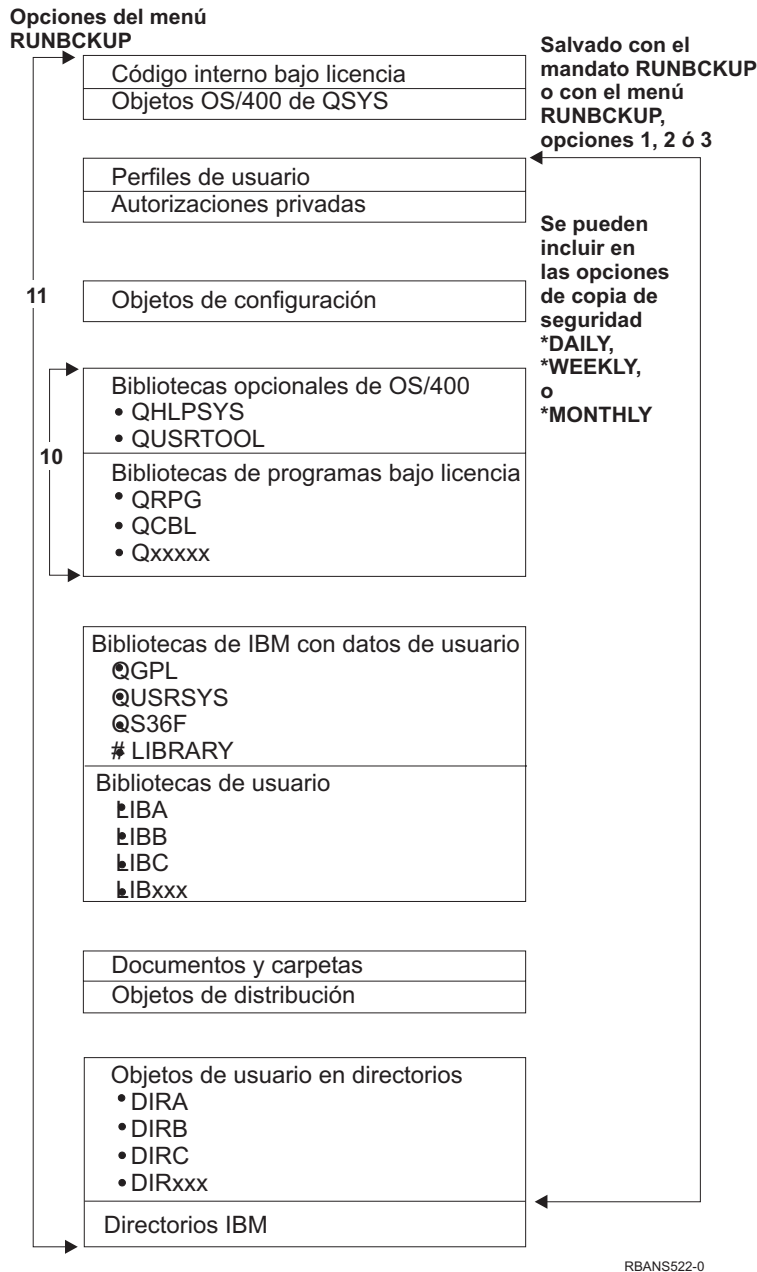 Opciones del menú
RUNBCKUP
Código interno bajo licencia
Objetos OS/400 de QSYS
Salvado con el
mandato RUNBCKUP
o con el menú
RUNBCKUP,
opciones 1, 2 ó 3
Perfiles de usuario
Autorizaciones privadas
Se pueden
incluir en
las opciones
de copia de
seguridad
*DAILY,
*WEEKLY,
o
*MONTHLY
11
Objetos de configuración
10
Bibliotecas opcionales de OS/400
• QHLPSYS
• QUSRTOOL
Bibliotecas de programas bajo licencia
• QRPG
• QCBL
• Qxxxxx
Bibliotecas de IBM con datos de usuario
• QGPL
• QUSRSYS
• QS36F
• # LIBRARY
Bibliotecas de usuario
• LIBA
• LIBB
• LIBC
• LIBxxx
Documentos y carpetas
Objetos de distribución
Objetos de usuario en directorios
• DIRA
• DIRB
• DIRC
• DIRxxx
Directorios IBM
RBANS522-0